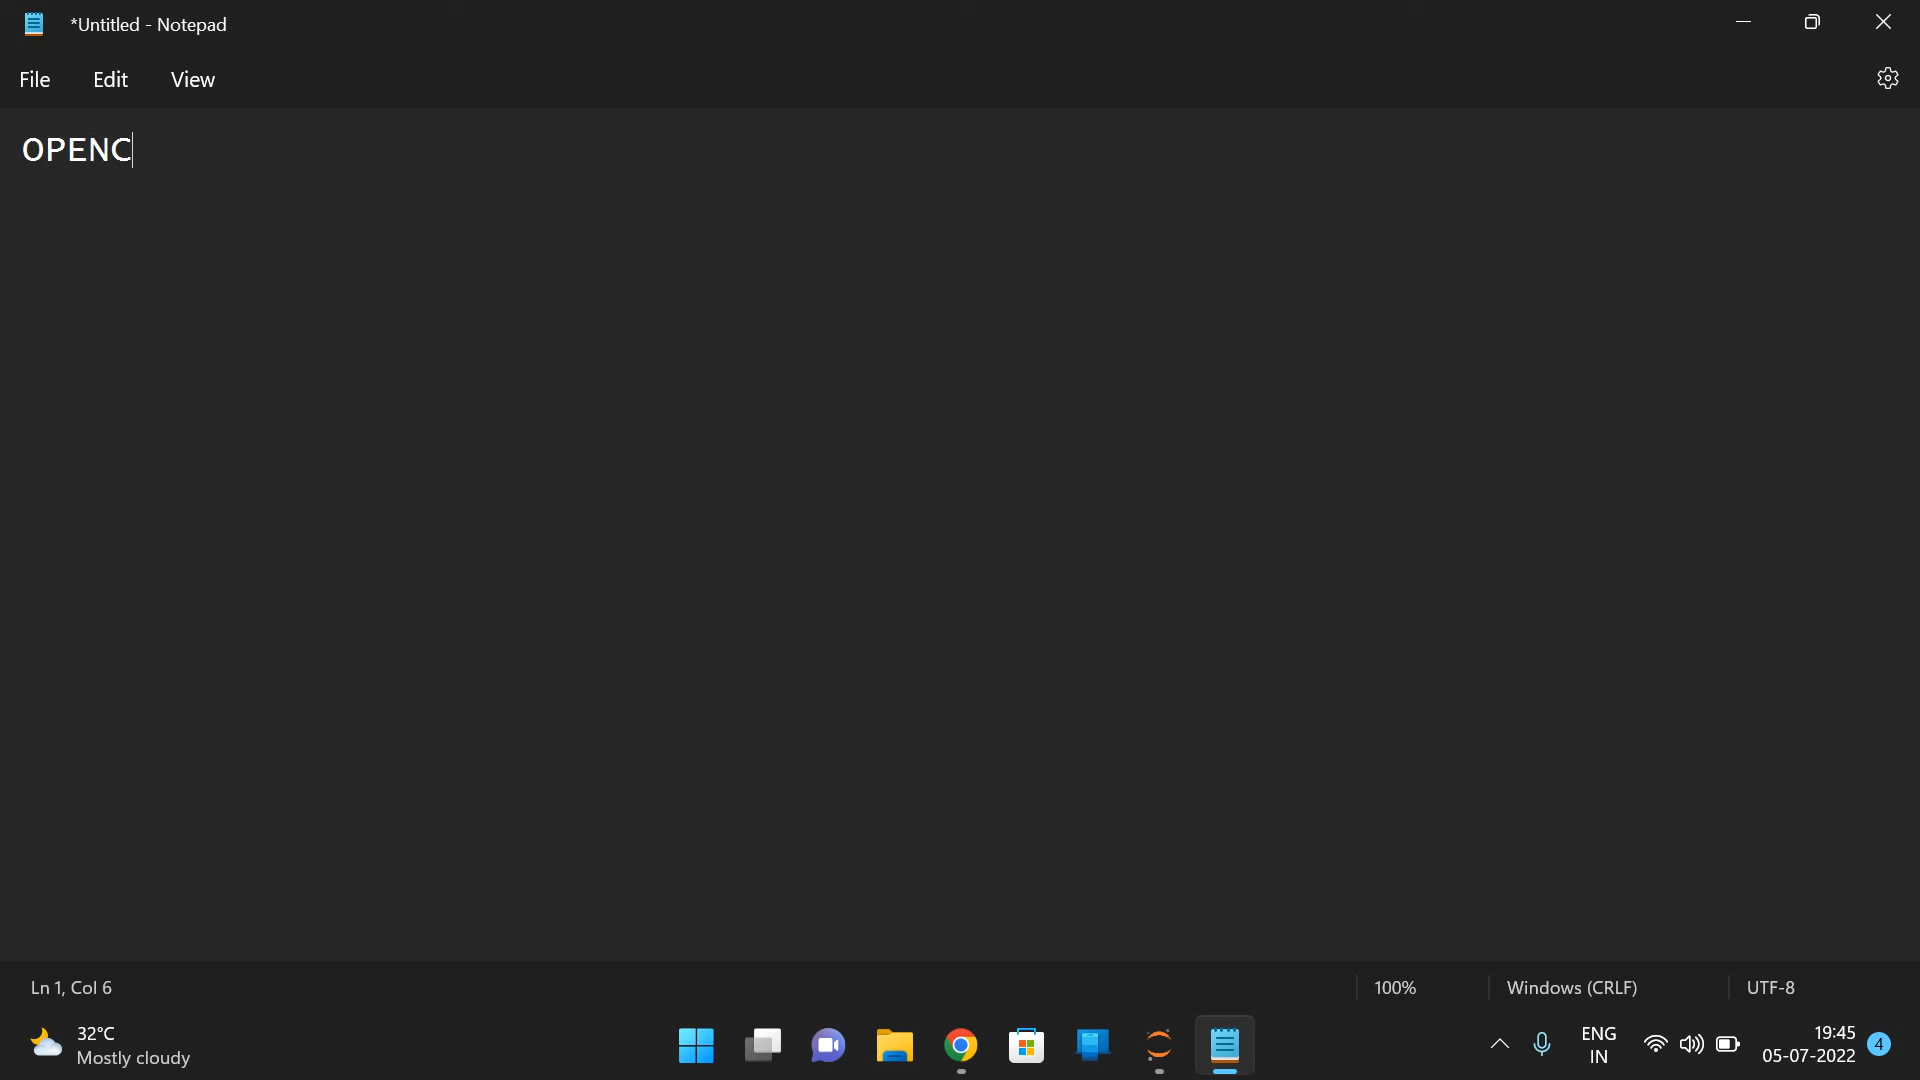 *Untitled - Notepad
File Edit View
OPENC
Ln 1, Col 6 100% Windows (CRLF) UTF-8
32°C
Mostly cloudy
ENG
IN
19:45
05-07-2022
4